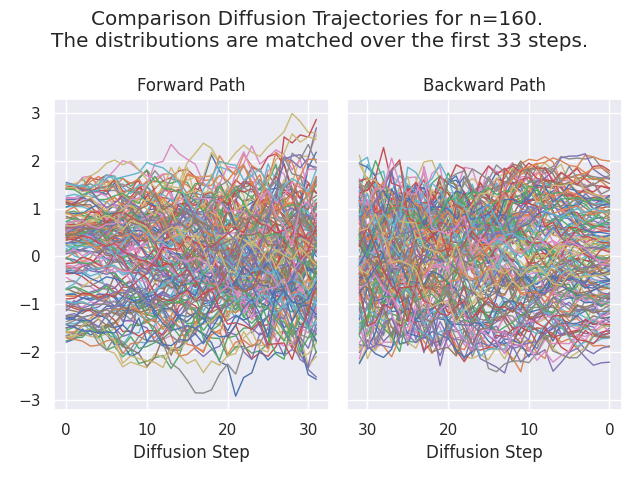 Comparison Diffusion Trajectories for n=160.
The distributions are matched over the first 33 steps.
Forward Path
Backward Path
3
2
1
0
−1
−2
−3
0 10 20 30
30 20 10 0
Diffusion Step
Diffusion Step